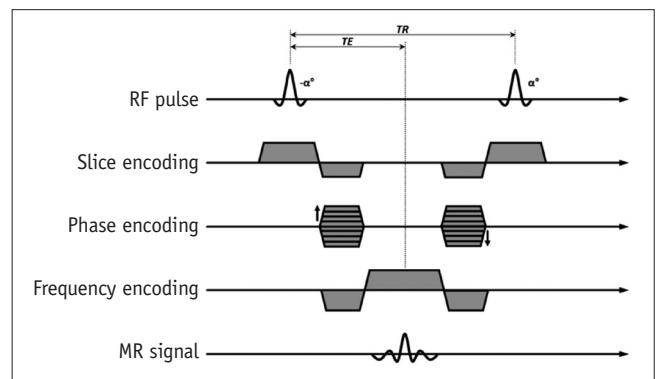 TR
TE
RF pulse -α° α°
Slice encoding
Phase encoding
Frequency encoding
MR signal